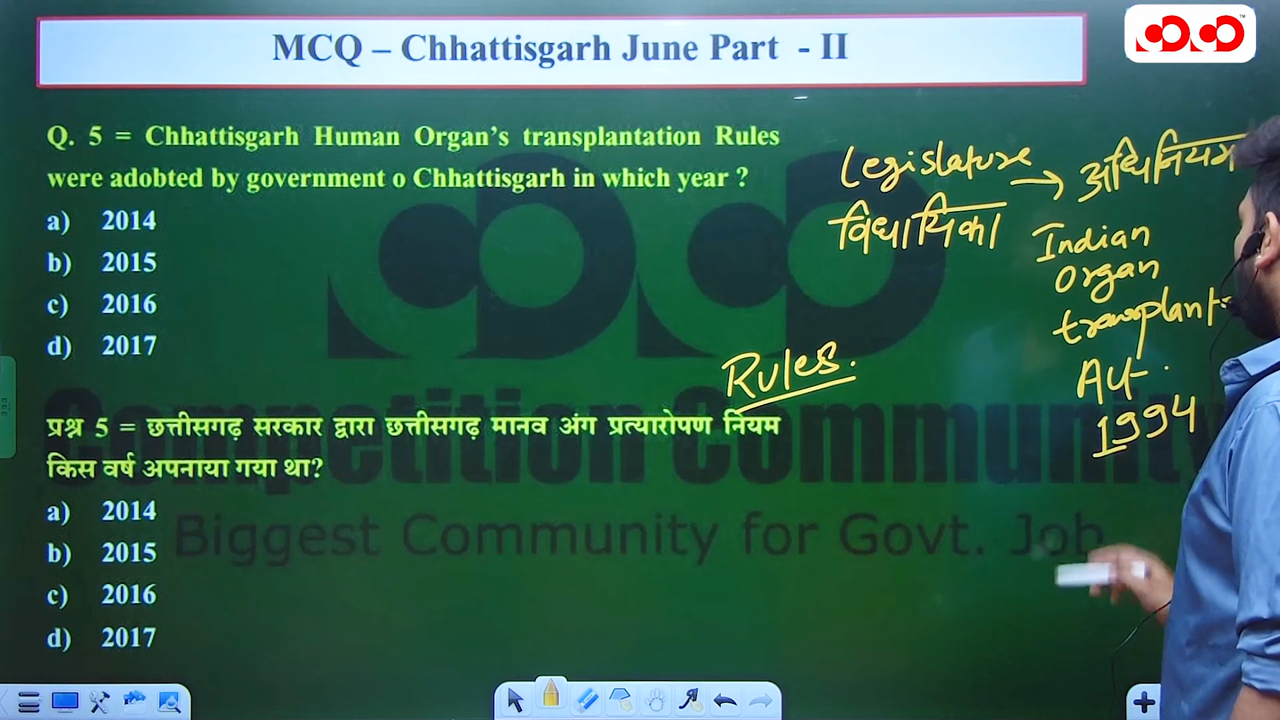 MCQ – Chhattisgarh June Part - II
Q. 5 = Chhattisgarh Human Organ’s transplantation Rules
were adobted by government o Chhattisgarh in which year ?
a) 2014
b) 2015
c) 2016
d) 2017
प्रश्न 5 = छत्तीसगढ़ सरकार द्वारा छत्तीसगढ़ मानव अंग प्रत्यारोपण नियम
किस वर्ष अपनाया गया था?
a) 2014
b) 2015
c) 2016
d) 2017
Legislature → अधिनियम
विधायिका
Indian
Organ
transplant
Act
1994
Rules.
Competition Community
Biggest Community for Govt. Job